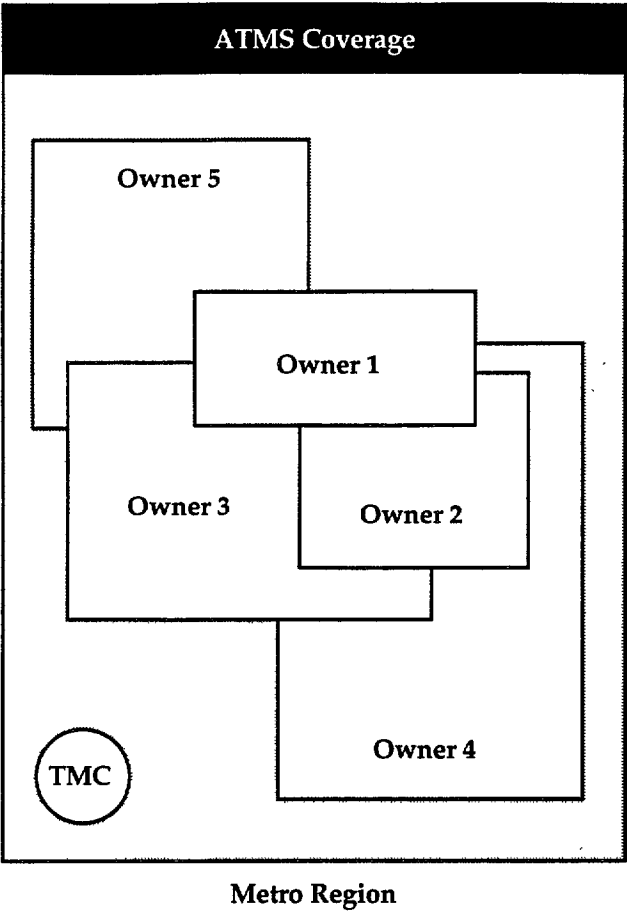 ATMS Coverage
Owner 5
Owner 1
Owner 3
Owner 2
Owner 4
TMC
Metro Region